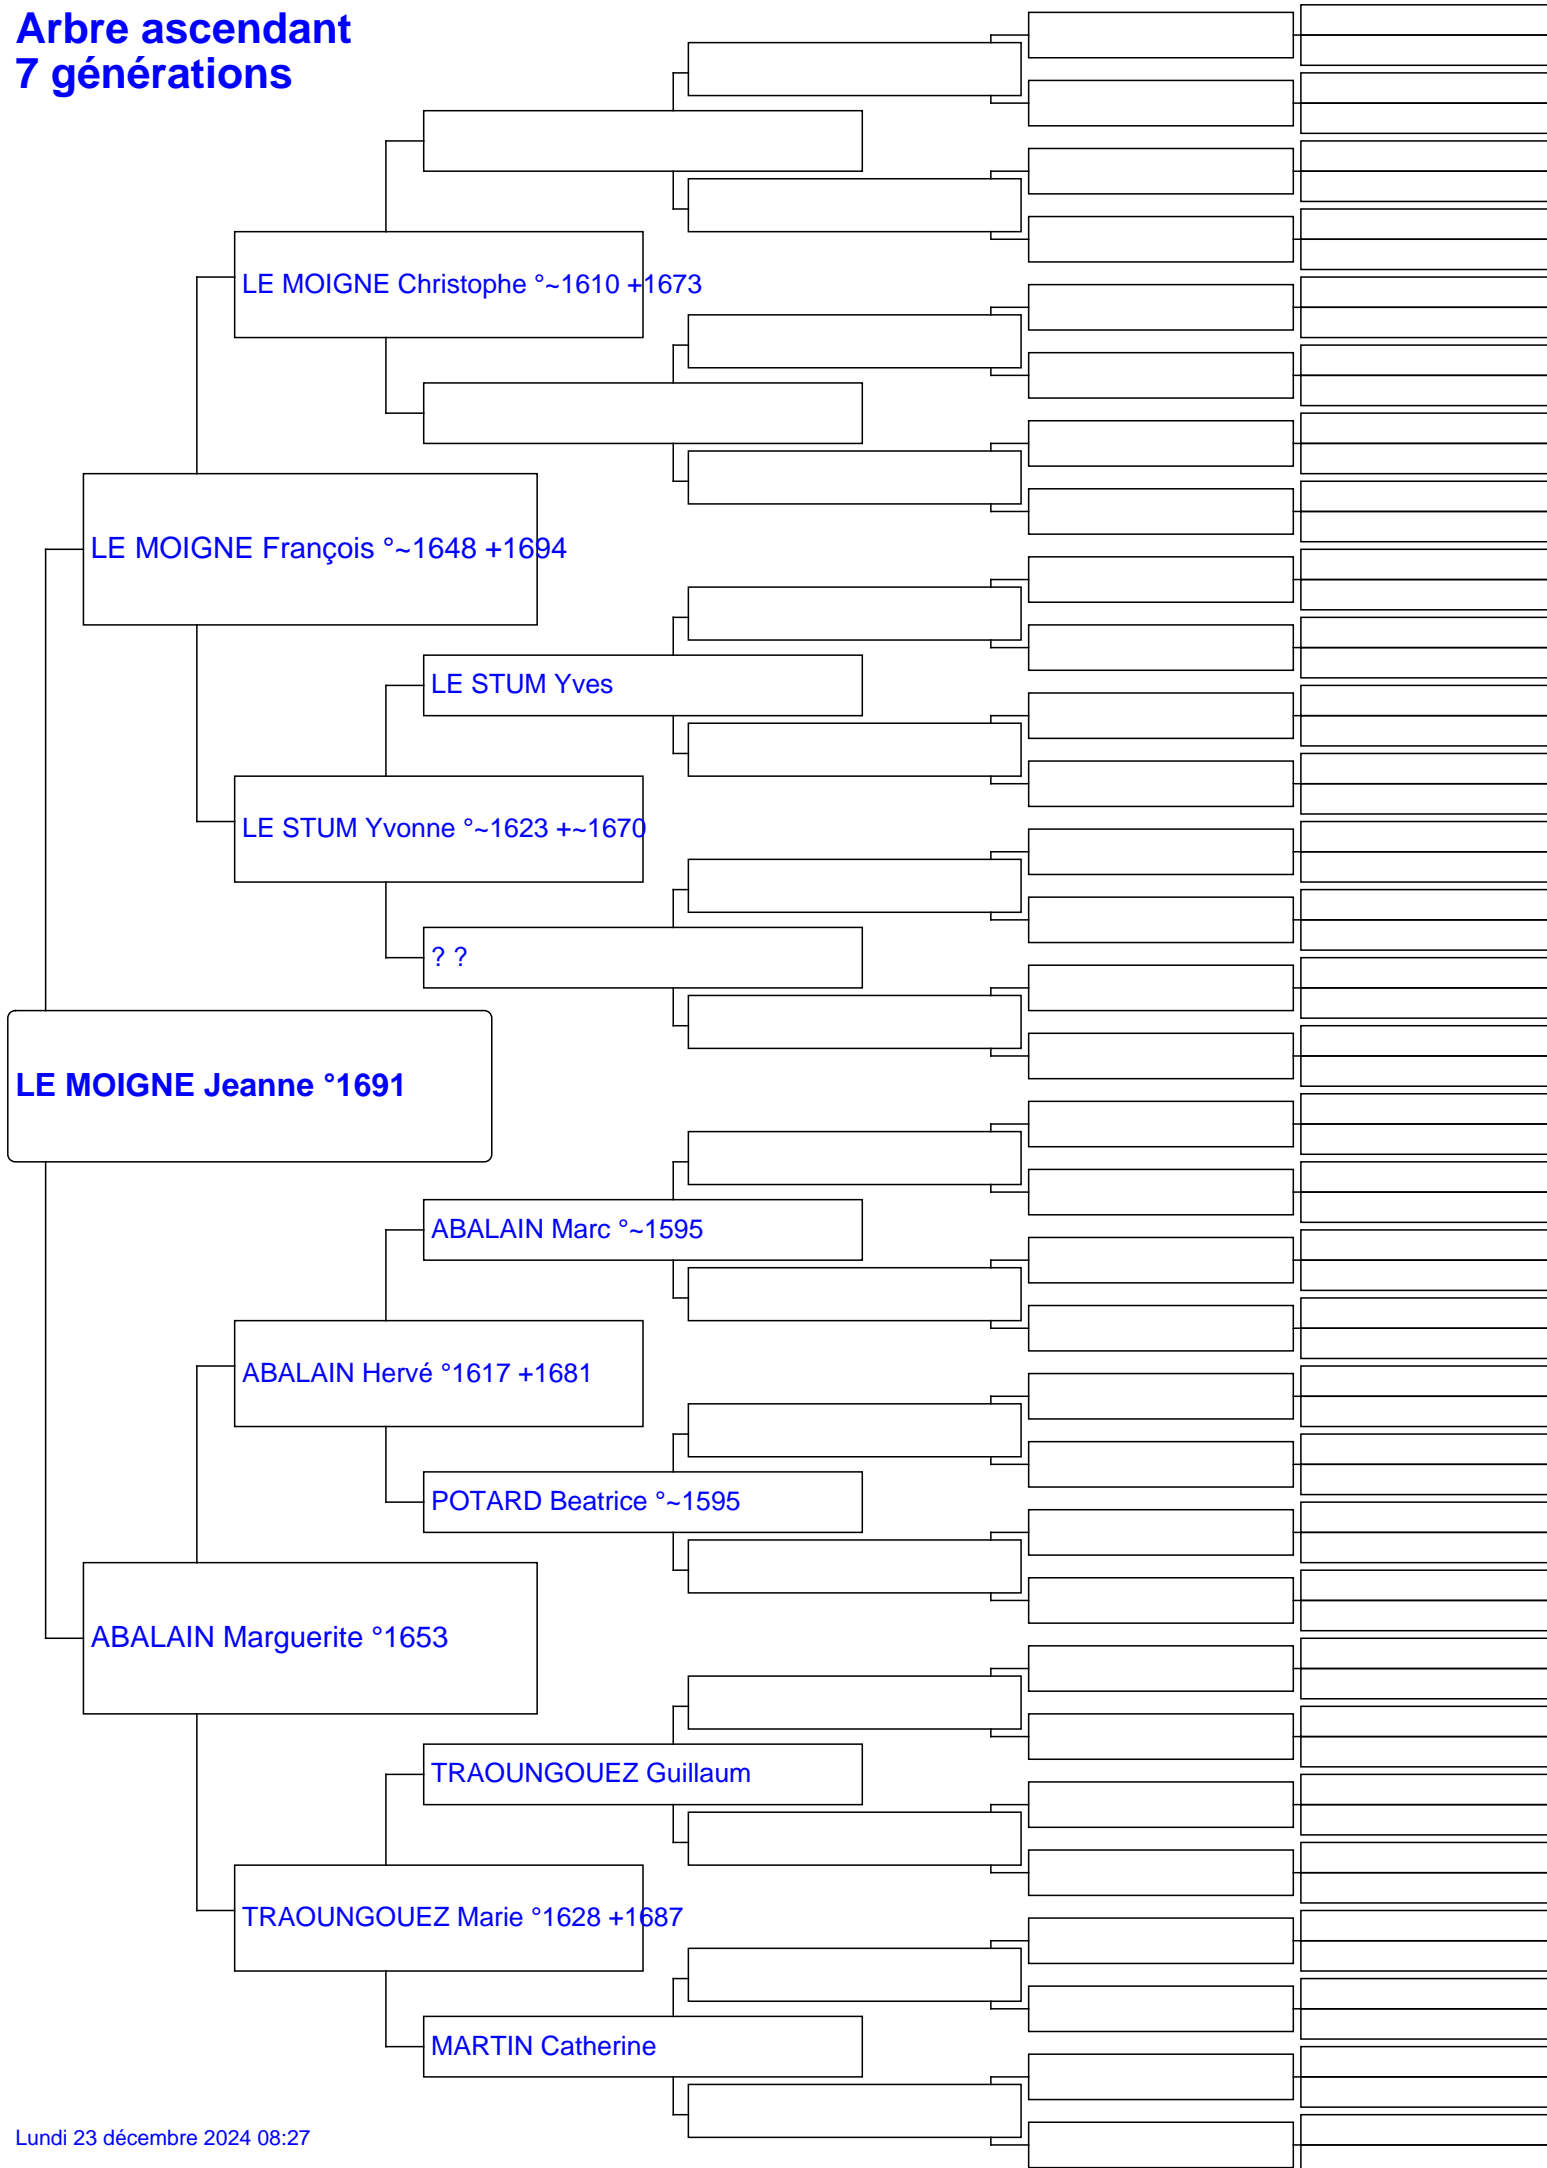 Arbre ascendant
7 générations
LE MOIGNE Christophe °~1610 +1673
LE MOIGNE François °~1648 +1694
LE STUM Yves
LE STUM Yvonne °~1623 +~1670
? ?
LE MOIGNE Jeanne °1691
ABALAIN Marc °~1595
ABALAIN Hervé °1617 +1681
POTARD Beatrice °~1595
ABALAIN Marguerite °1653
TRAOUNGOUEZ Guillaum
TRAOUNGOUEZ Marie °1628 +1687
MARTIN Catherine
Lundi 23 décembre 2024 08:27